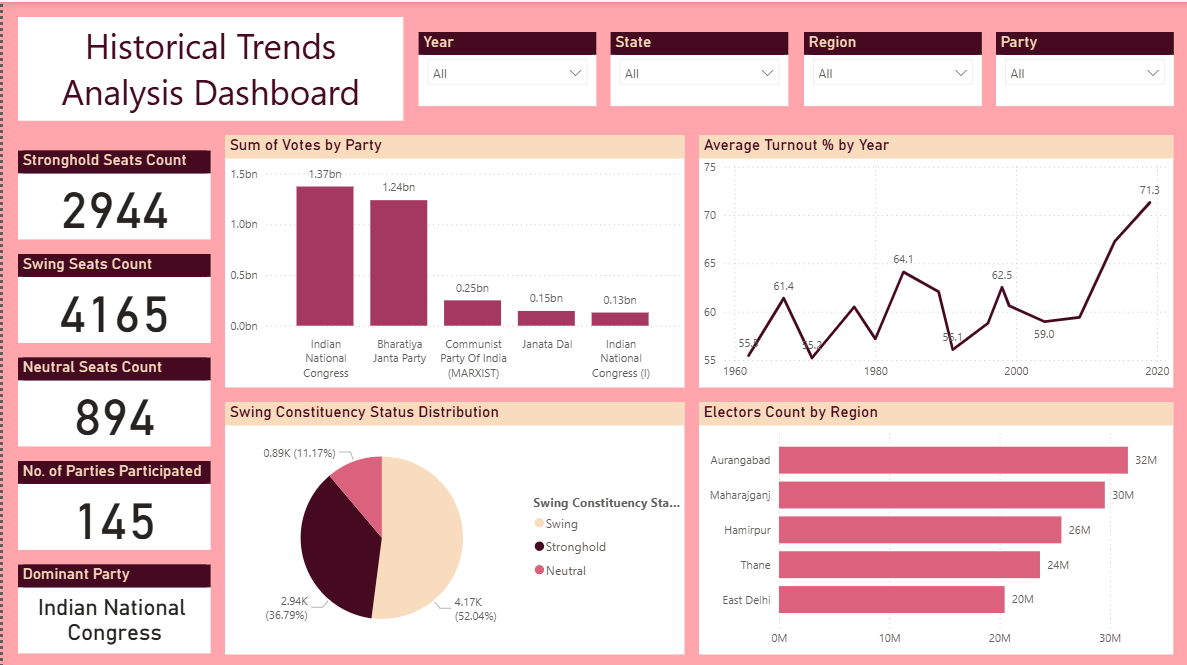 Historical Trends
Analysis Dashboard
Year
All
State
All
Region
All
Party
All
Stronghold Seats Count
2944
Swing Seats Count
4165
Neutral Seats Count
894
No. of Parties Participated
145
Dominant Party
Indian National
Congress
Sum of Votes by Party
1.5bn
1.0bn
0.5bn
0.0bn
1.37bn
1.24bn
0.25bn
0.15bn
0.13bn
Indian
National
Congress
Bharatiya
Janta Party
Communist
Party Of India
(MARXIST)
Janata Dal
Indian
National
Congress (I)
Average Turnout % by Year
75
70
65
60
55
61.4
64.1
56.1
62.5
59.0
71.3
1960
1980
2000
2020
Swing Constituency Status Distribution
0.89K (11.17%)
2.94K
(36.79%)
4.17K
(52.04%)
Swing Constituency Sta...
Swing
Stronghold
Neutral
Electors Count by Region
Aurangabad
32M
Maharajganj
30M
Hamirpur
26M
Thane
24M
East Delhi
20M
0M
10M
20M
30M